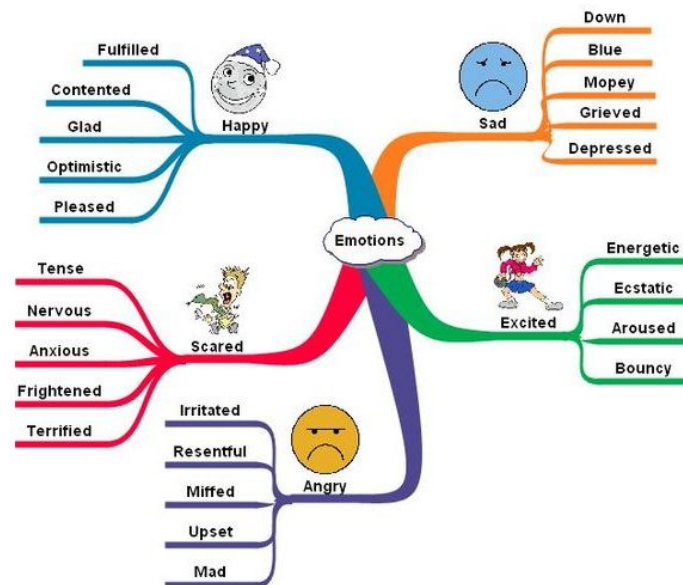 Emotions
Happy
Fulfilled
Contented
Glad
Optimistic
Pleased
Sad
Down
Blue
Mopey
Grieved
Depressed
Excited
Energetic
Ecstatic
Aroused
Bouncy
Scared
Tense
Nervous
Anxious
Frightened
Terrified
Angry
Irritated
Resentful
Miffed
Upset
Mad